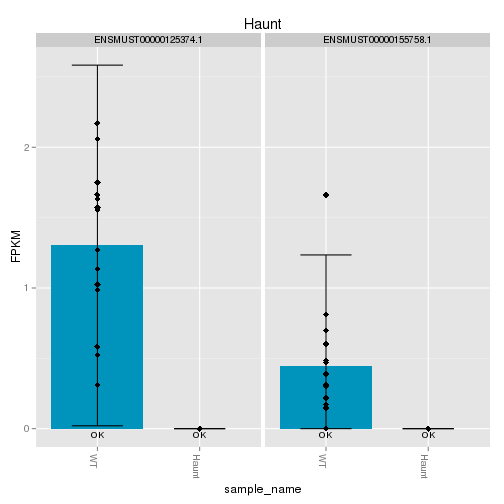 Haunt
ENSMUST00000125374.1 ENSMUST00000155758.1
FPKM
2
1
0
OK OK OK OK
WT Haunt WT Haunt
sample_name